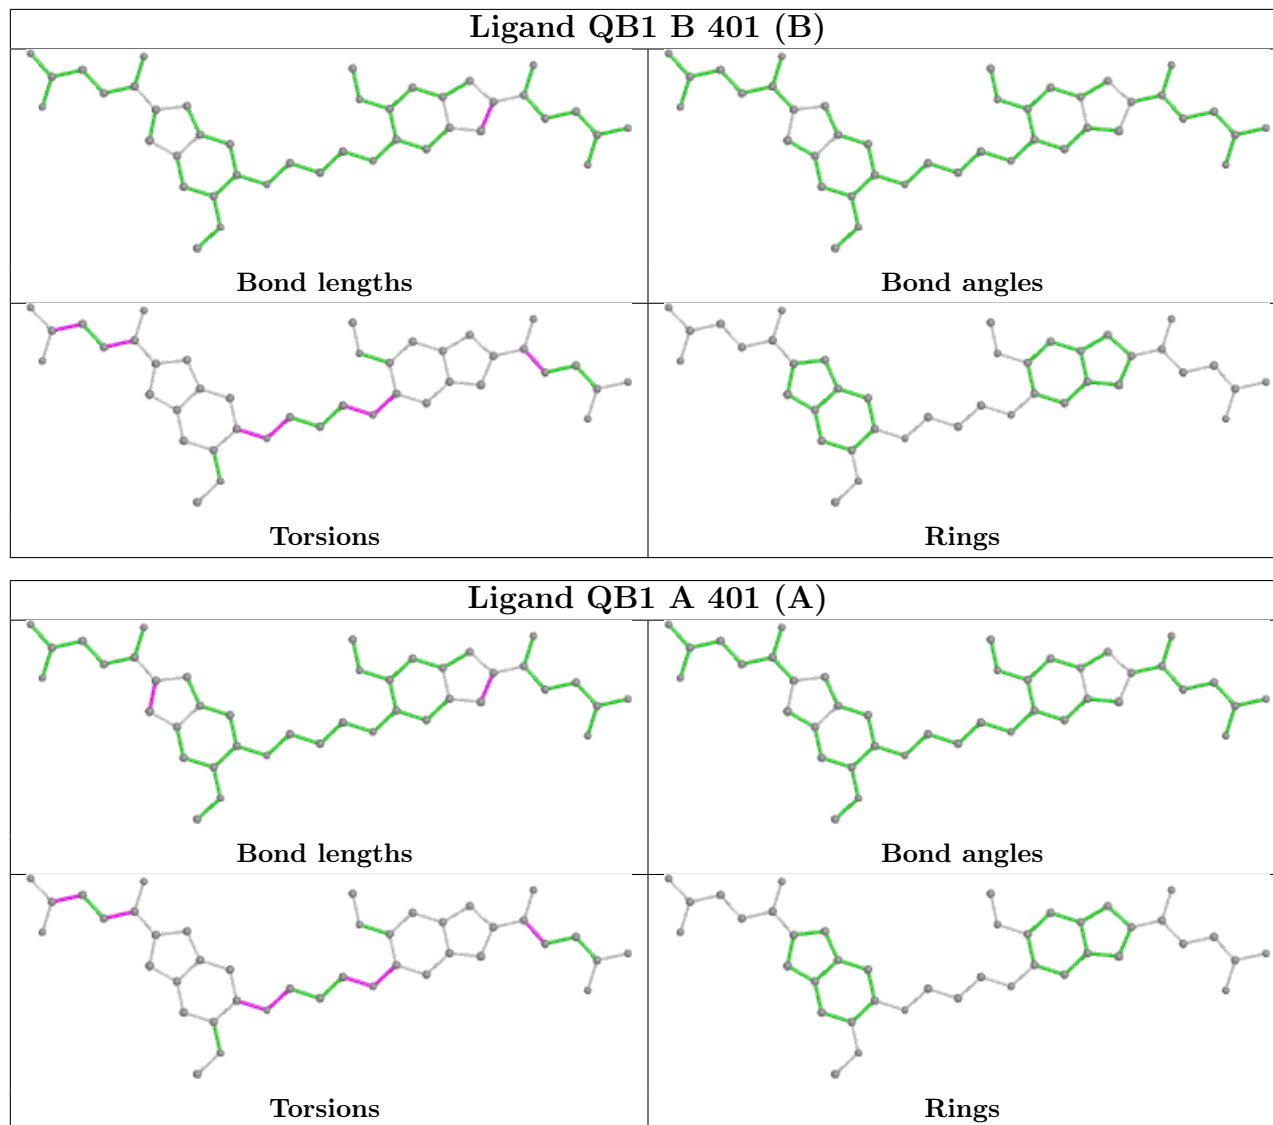 Ligand QB1 B 401 (B)
Bond lengths
Bond angles
Torsions
Rings
Ligand QB1 A 401 (A)
Bond lengths
Bond angles
Torsions
Rings